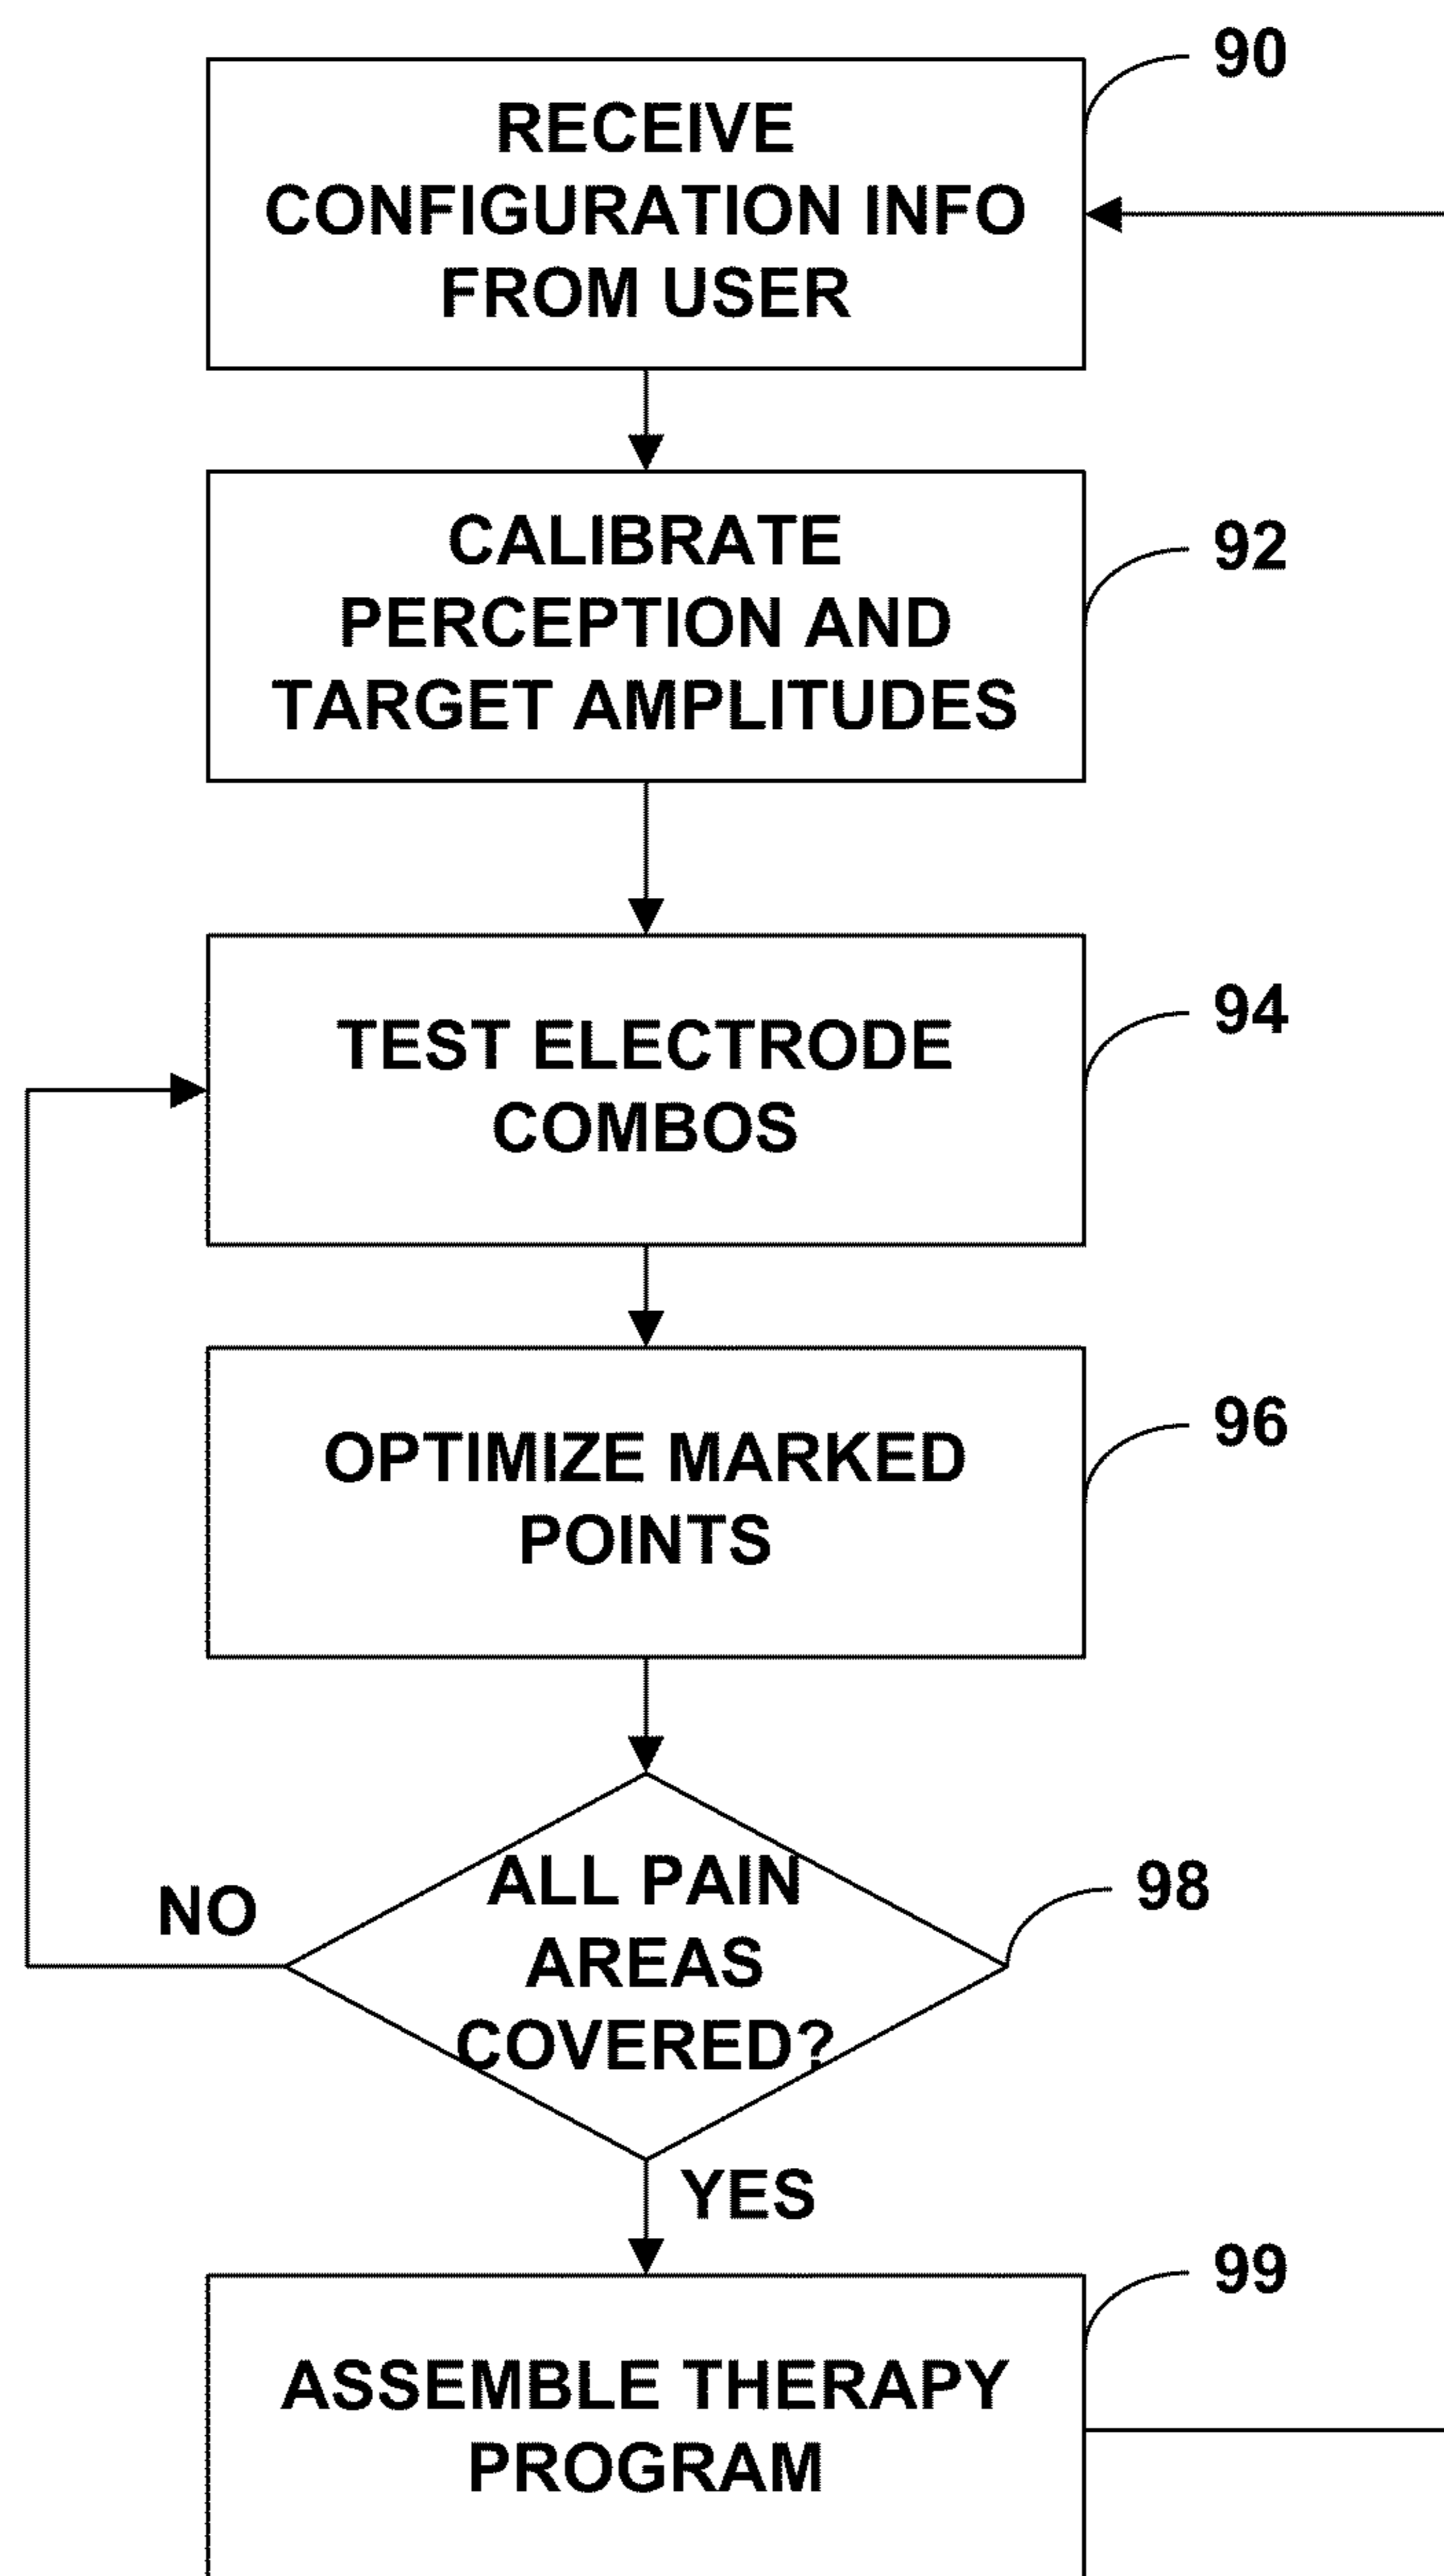 90
RECEIVE
CONFIGURATION INFO
FROM USER
CALIBRATE
PERCEPTION AND
TARGET AMPLITUDES
92
TEST ELECTRODE
COMBOS
94
OPTIMIZE MARKED
POINTS
96
ALL PAIN
AREAS
COVERED?
98
NO
YES
99
ASSEMBLE THERAPY
PROGRAM